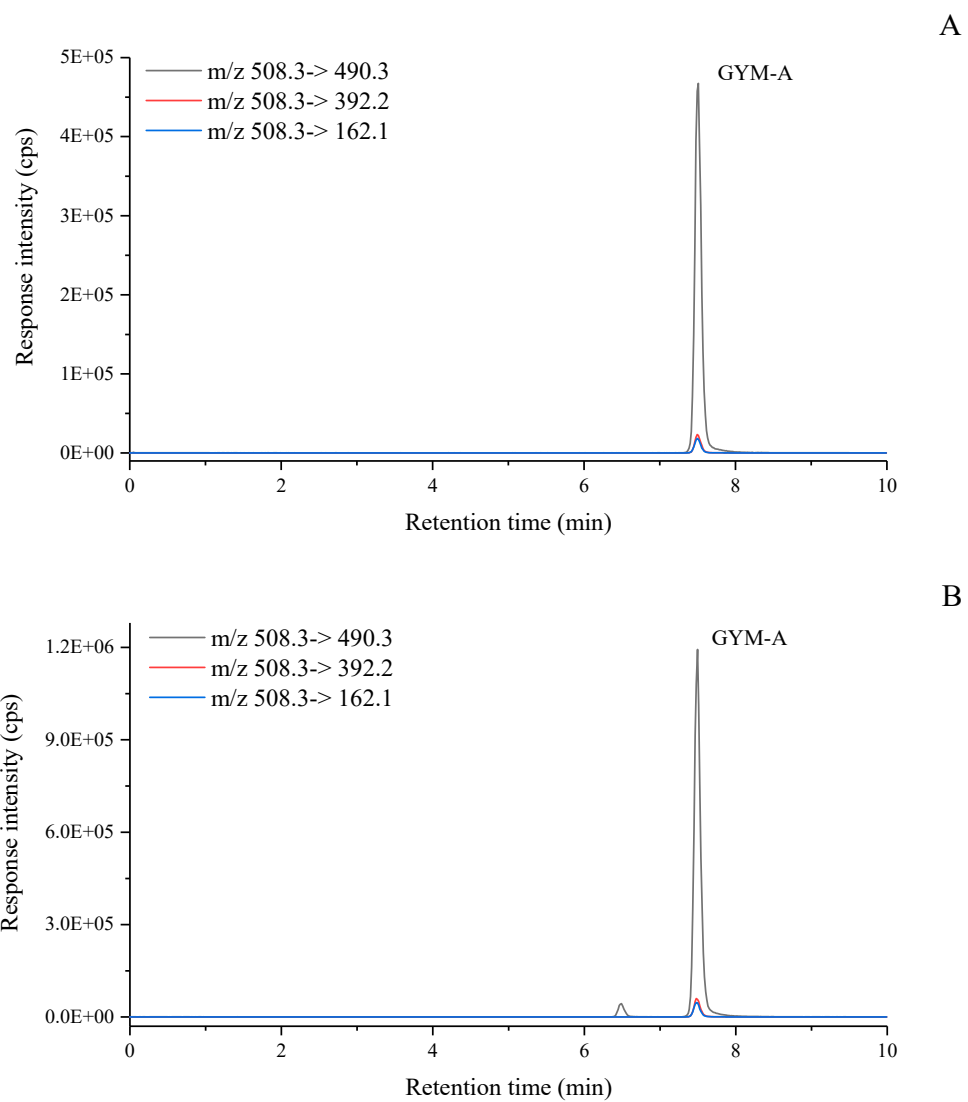 A
5E+05
m/z 508.3-> 490.3
GYM-A
m/z 508.3-> 392.2
m/z 508.3-> 162.1
4E+05
3E+05
2E+05
1E+05
0E+00
Response intensity (cps)
0
2
4
6
8
10
Retention time (min)
B
m/z 508.3-> 490.3
GYM-A
1.2E+06
m/z 508.3-> 392.2
m/z 508.3-> 162.1
9.0E+05
6.0E+05
3.0E+05
0.0E+00
Response intensity (cps)
0
2
4
6
8
10
Retention time (min)